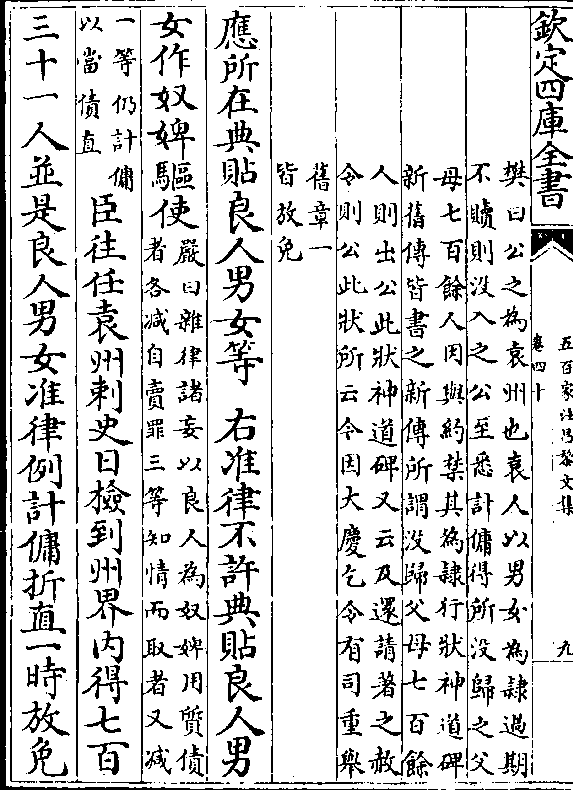 欽定四庫全書
五百家注昌黎文集
卷四十
九
樊曰公之為袁州也袁人以男女為隸過期
不贖則没入之公至悉計傭得所没歸之父
母七百餘人因與約禁其為隸行狀神道碑
新舊傳皆書之新傳所謂没歸父母七百餘
人則出公此狀神道碑又云及還請著之赦
令則公此狀所云令因大慶乞令有司重舉
舊章一
皆放免
應所在典貼良人男女等 右准律不許典貼良人男
女作奴婢驅使嚴曰雜律諸妄以良人為奴婢用質債
者各减自賣罪三等知情而取者又减
一等仍計傭
以當債直
臣往任袁州刺史日檢到州界内得七百
三十一人並是良人男女准律例計傭折直一時放免